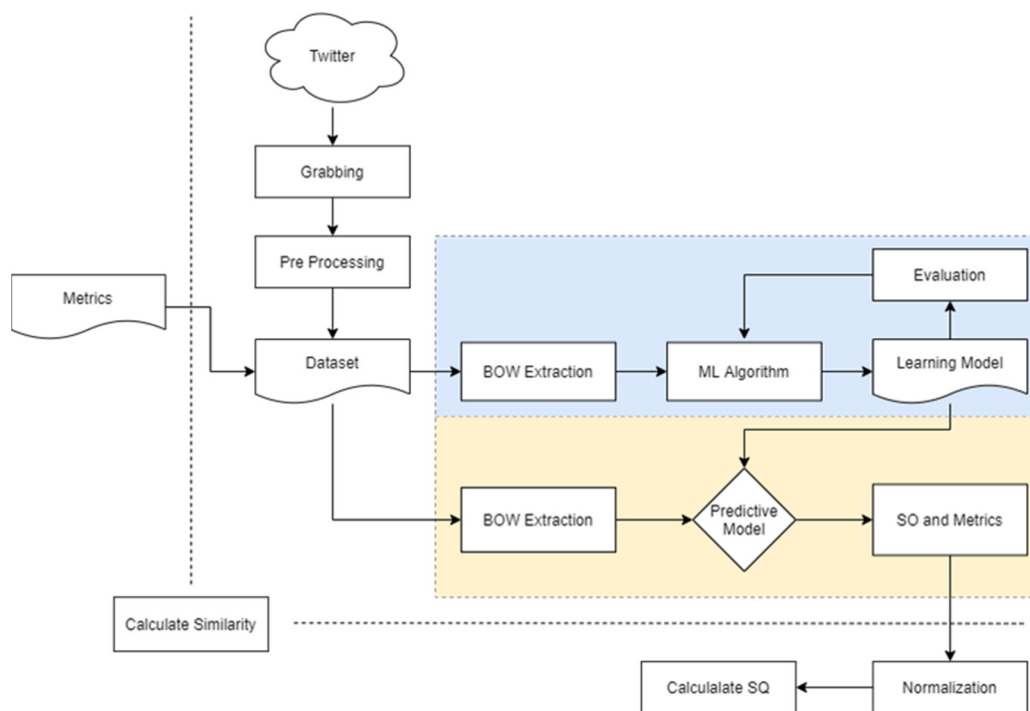 Twitter
Grabbing
Pre Processing
Metrics
Dataset
BOW Extraction
ML Algorithm
Learning Model
Evaluation
BOW Extraction
Predictive
Model
SO and Metrics
Calculate Similarity
Calculalate SQ
Normalization